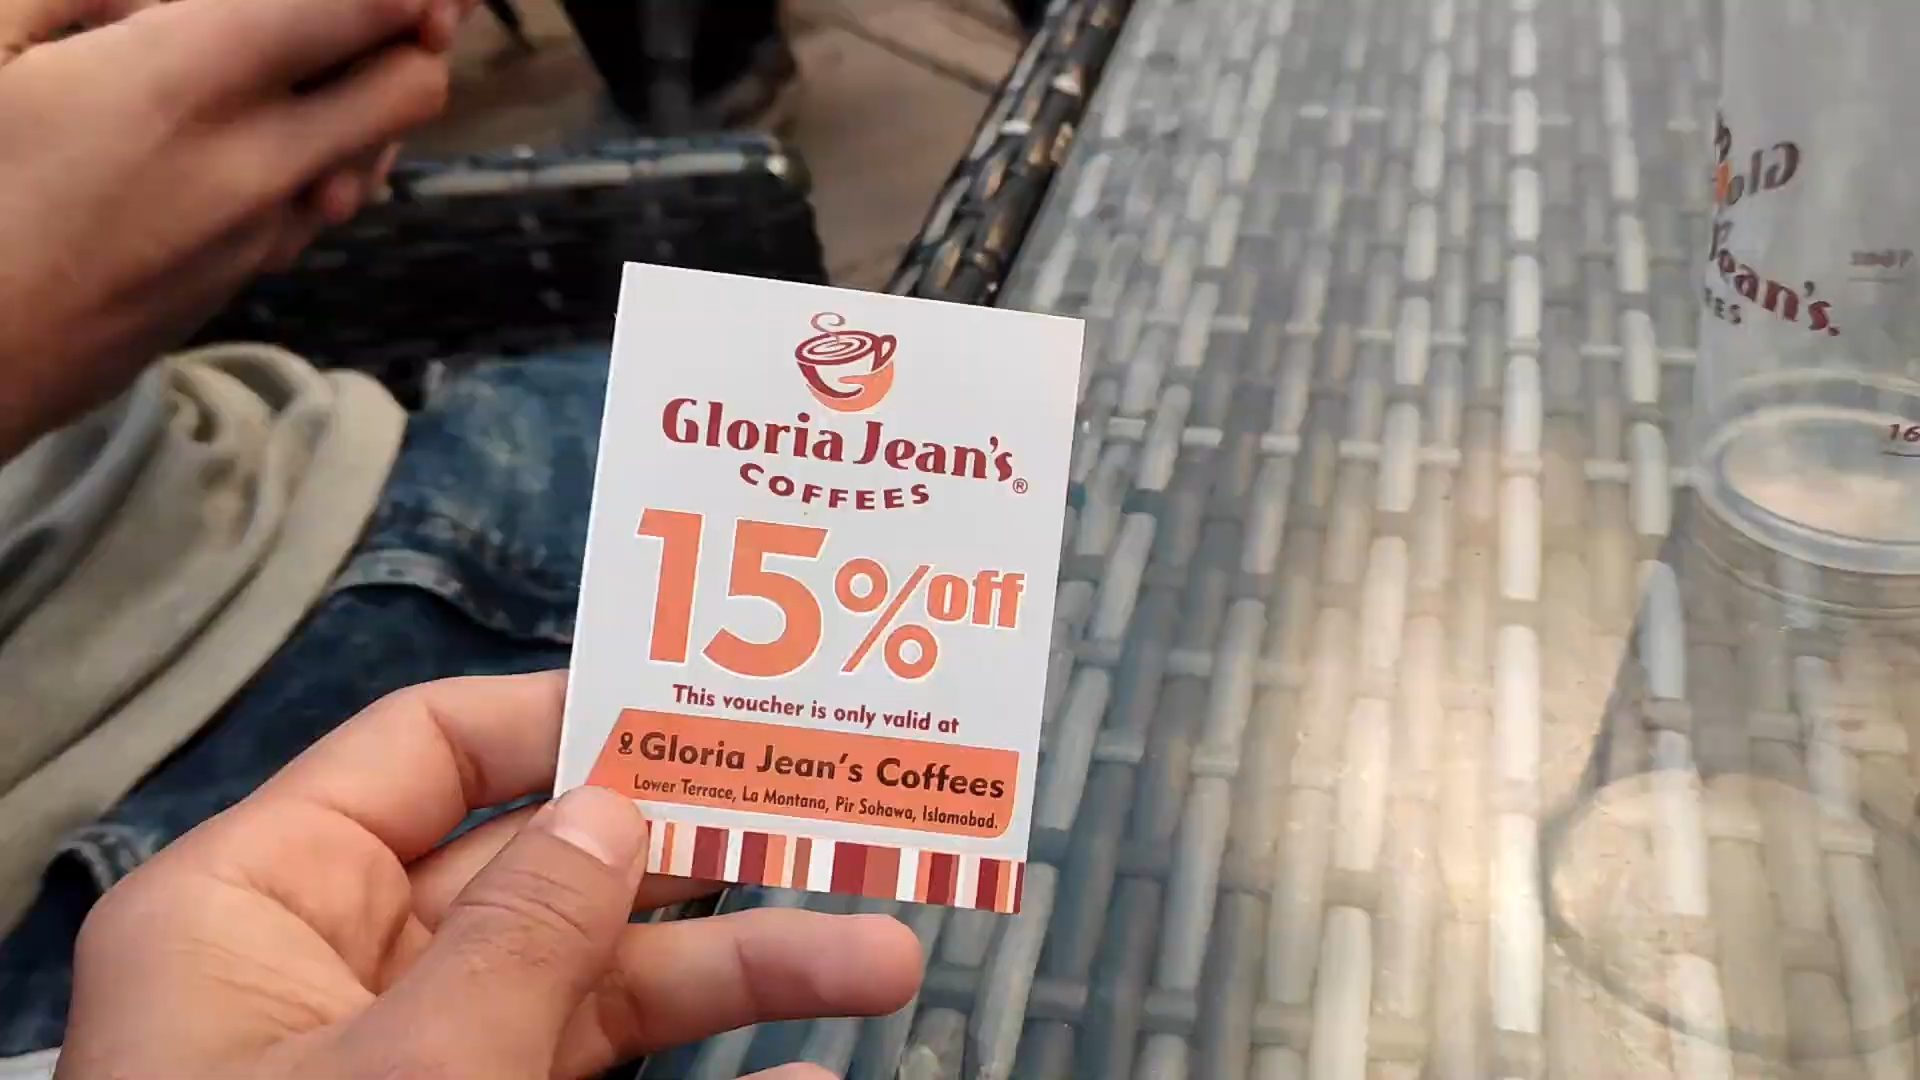 Gloria Jean's®
COFFEES
15% off
This voucher is only valid at
Gloria Jean's Coffees
Lower Terrace, La Montana, Pir Sohawa, Islamabad.
ean's.